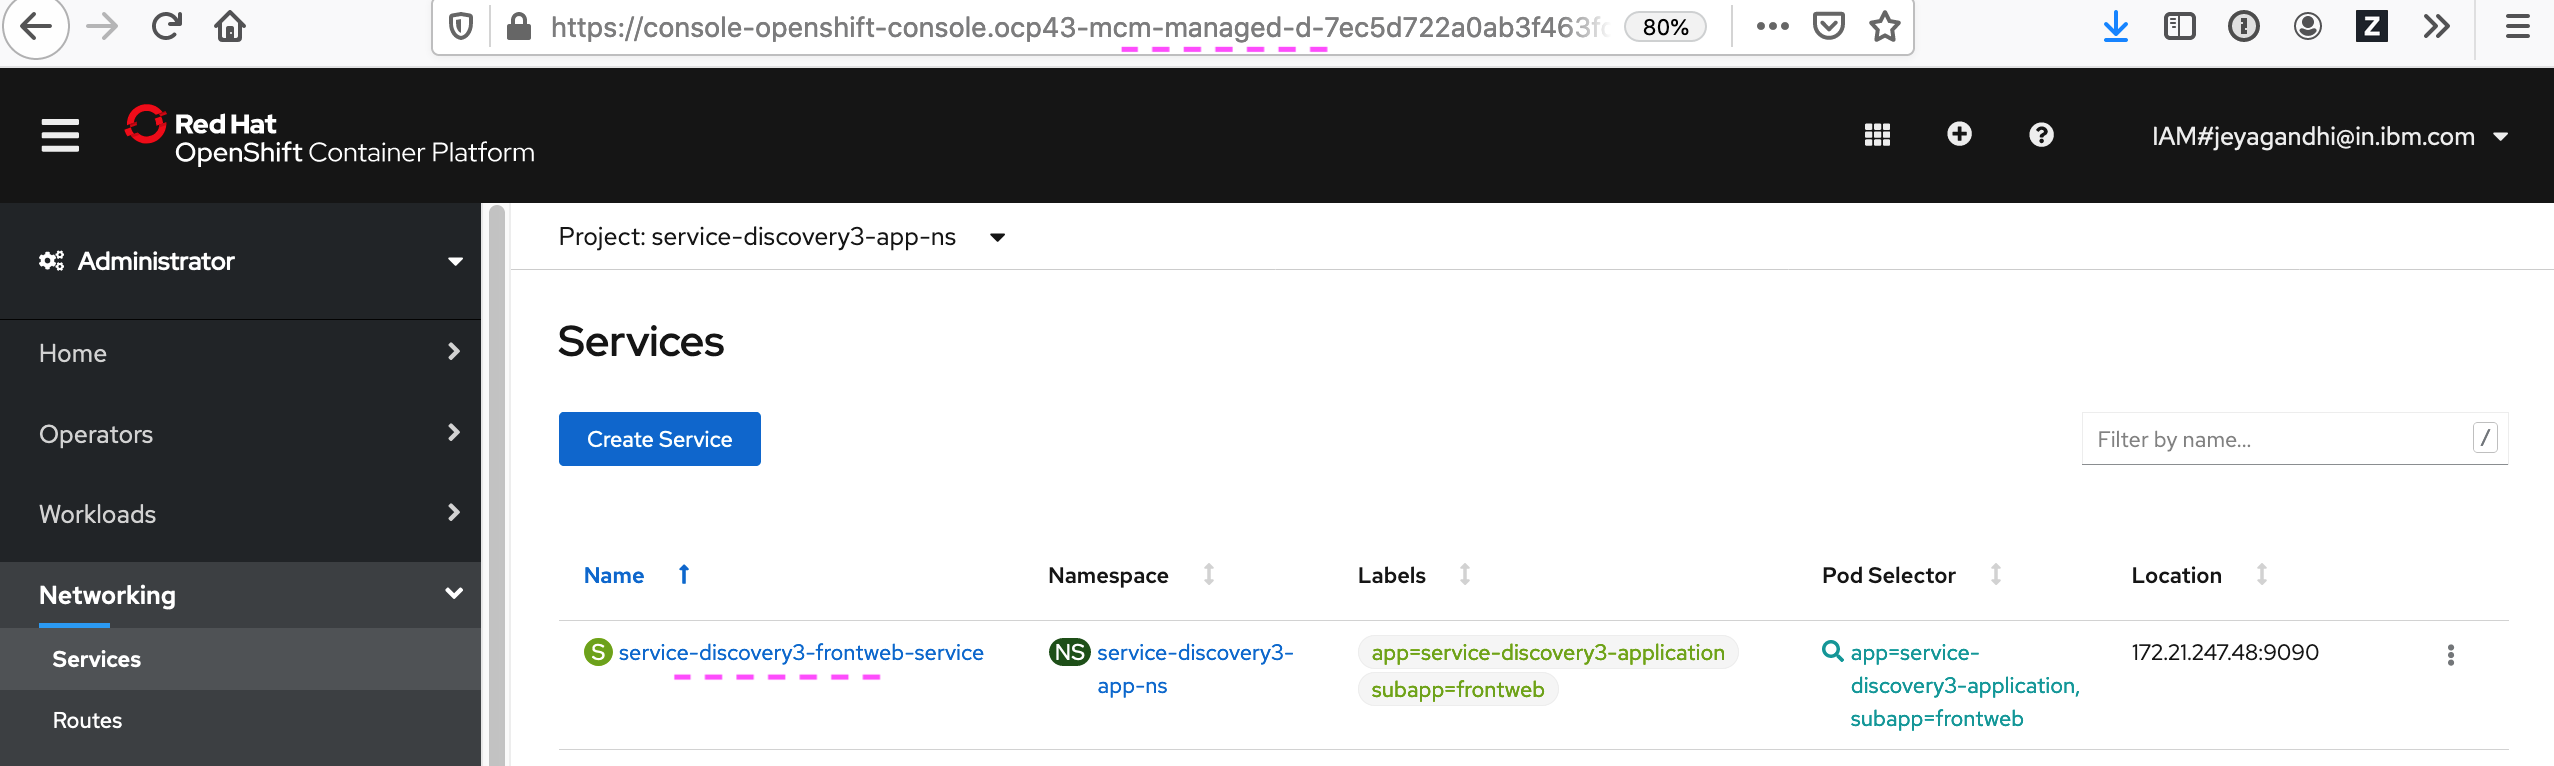 https://console-openshift-console.ocp43-mcm-managed-d-7ec5d722a0ab3f463f
80%
Z
Red Hat
OpenShift Container Platform
IAM#jeyagandhi@in.ibm.com
Administrator
Project: service-discovery3-app-ns
Home
Services
Operators
Create Service
Filter by name...
/
Workloads
Networking
Name
Namespace
Labels
Pod Selector
Location
Services
S service-discovery3-frontweb-service
NS service-discovery3-
app-ns
app=service-discovery3-application
subapp=frontweb
app=service-
discovery3-application,
subapp=frontweb
172.21.247.48:9090
Routes